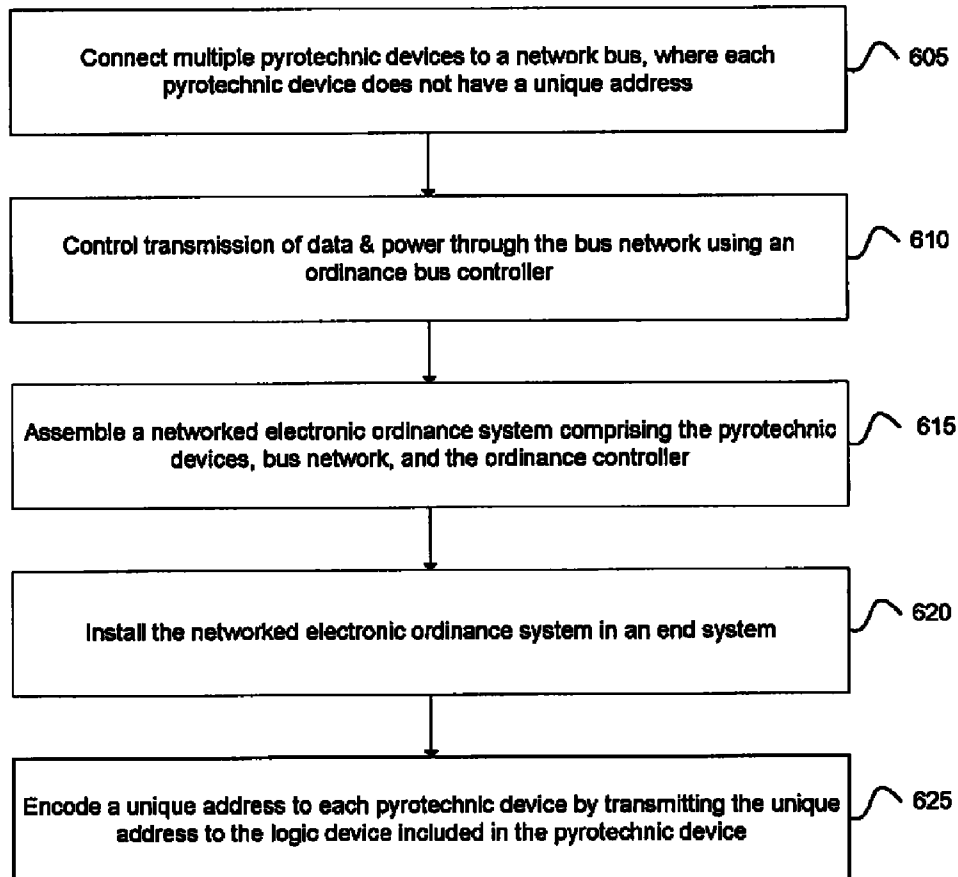 Connect multiple pyrotechnic devices to a network bus, where each
pyrotechnic device does not have a unique address
605
Control transmission of data & power through the bus network using an
ordinance bus controller
610
Assemble a networked electronic ordinance system comprising the pyrotechnic
devices, bus network, and the ordinance controller
615
Install the networked electronic ordinance system in an end system
620
Encode a unique address to each pyrotechnic device by transmitting the unique
address to the logic device included in the pyrotechnic device
625